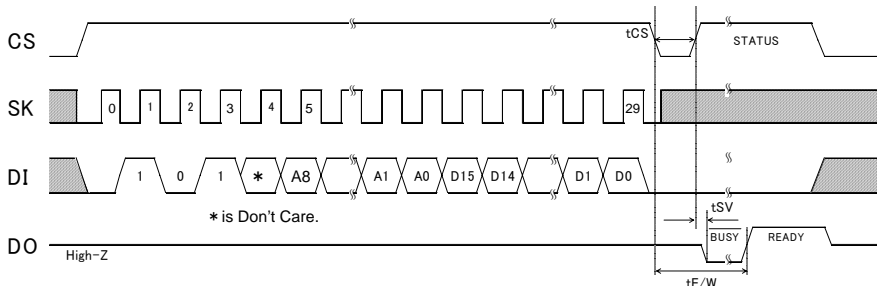 CS
tCS
STATUS
SK
0 1 2 3 4 5 29
DI
1 0 1 * A8 A1 A0 D15 D14 D1 D0
* is Don't Care.
tSV
DO
High-Z
BUSY
READY
tE/W